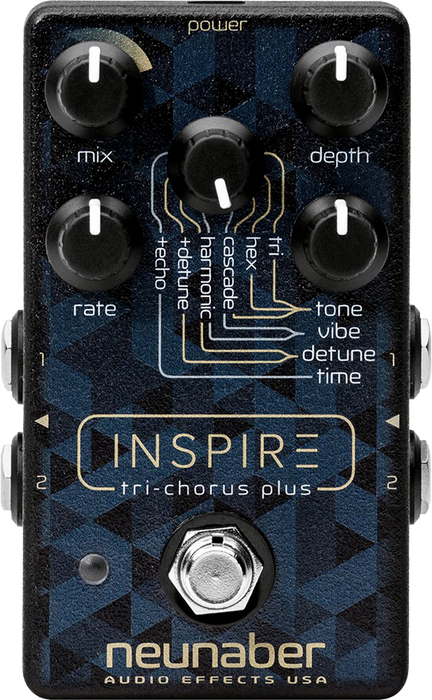 power
mix
depth
rate
+echo
+detune
harmonic
cascade
hex
tri
tone
vibe
detune
time
1
1
INSPIRE
2
2
tri-chorus plus
neunaber
AUDIO EFFECTS USA